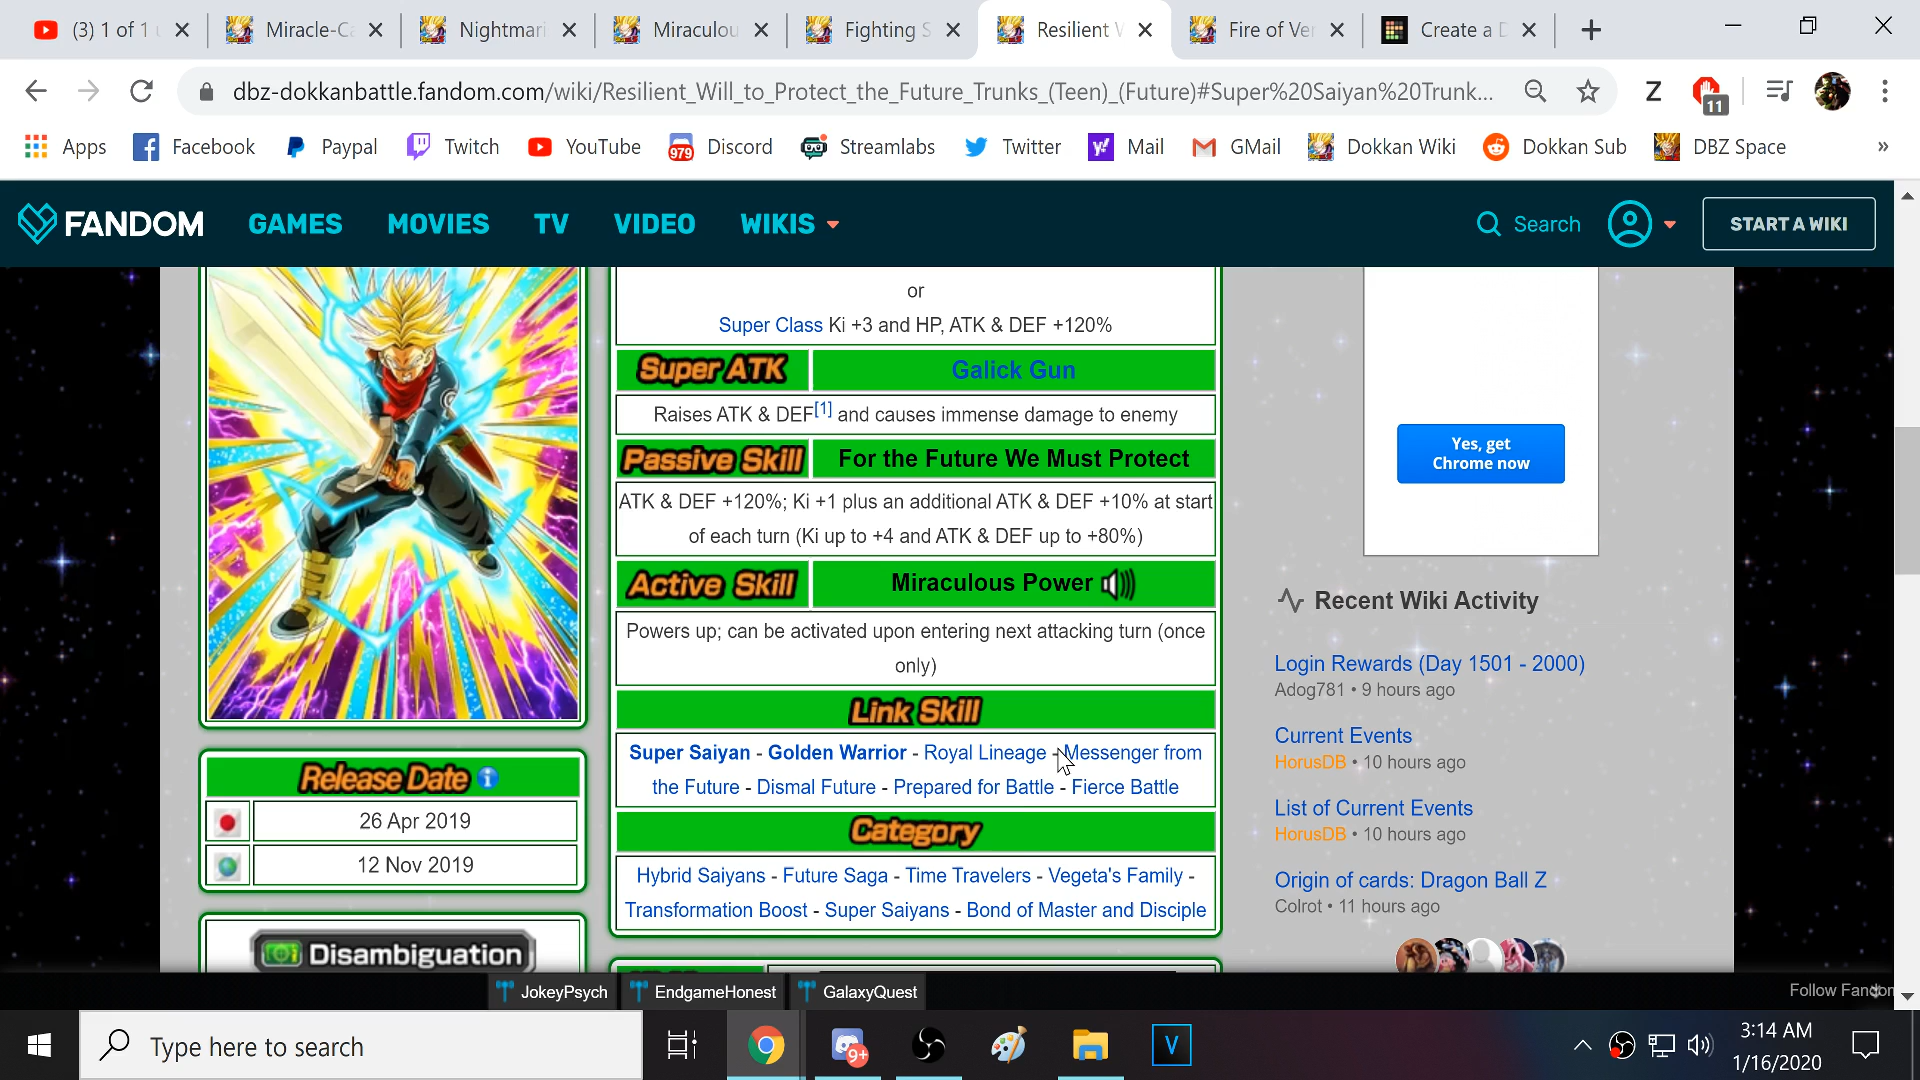 (3) 1 of 1
Miracle-Ca
Nightmari
Miraculou
Fighting S
Resilient
Fire of Ve
Create a D
dbz-dokkanbattle.fandom.com/wiki/Resilient_Will_to_Protect_the_Future_Trunks_(Teen)_(Future)#Super%20Saiyan%20Trunk...
Z
11
Apps
Facebook
Paypal
Twitch
YouTube
979
Discord
Streamlabs
Twitter
y!
Mail
GMail
Dokkan Wiki
Dokkan Sub
DBZ Space
»
FANDOM
GAMES
MOVIES
TV
VIDEO
WIKIS
Search
START A WIKI
or
Super Class Ki +3 and HP, ATK & DEF +120%
Super ATK
Galick Gun
Raises ATK & DEF[1] and causes immense damage to enemy
Passive Skill
For the Future We Must Protect
ATK & DEF +120%; Ki +1 plus an additional ATK & DEF +10% at start
of each turn (Ki up to +4 and ATK & DEF up to +80%)
Active Skill
Miraculous Power
Powers up; can be activated upon entering next attacking turn (once
only)
Link Skill
Super Saiyan - Golden Warrior - Royal Lineage - Messenger from
the Future - Dismal Future - Prepared for Battle - Fierce Battle
Category
Hybrid Saiyans - Future Saga - Time Travelers - Vegeta's Family -
Transformation Boost - Super Saiyans - Bond of Master and Disciple
Release Date
26 Apr 2019
12 Nov 2019
Disambiguation
Yes, get
Chrome now
Recent Wiki Activity
Login Rewards (Day 1501 - 2000)
Adog781 • 9 hours ago
Current Events
HorusDB • 10 hours ago
List of Current Events
HorusDB • 10 hours ago
Origin of cards: Dragon Ball Z
Colrot • 11 hours ago
JokeyPsych
EndgameHonest
GalaxyQuest
Follow Fandom
Type here to search
9+
V
3:14 AM
1/16/2020